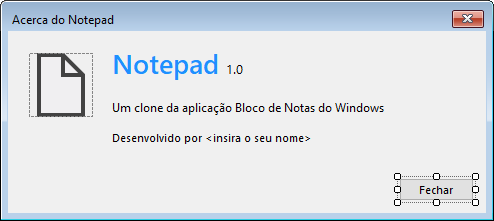 Acerca do Notepad
Notepad 1.0
Um clone da aplicação Bloco de Notas do Windows
Desenvolvido por <insira o seu nome>
Fechar